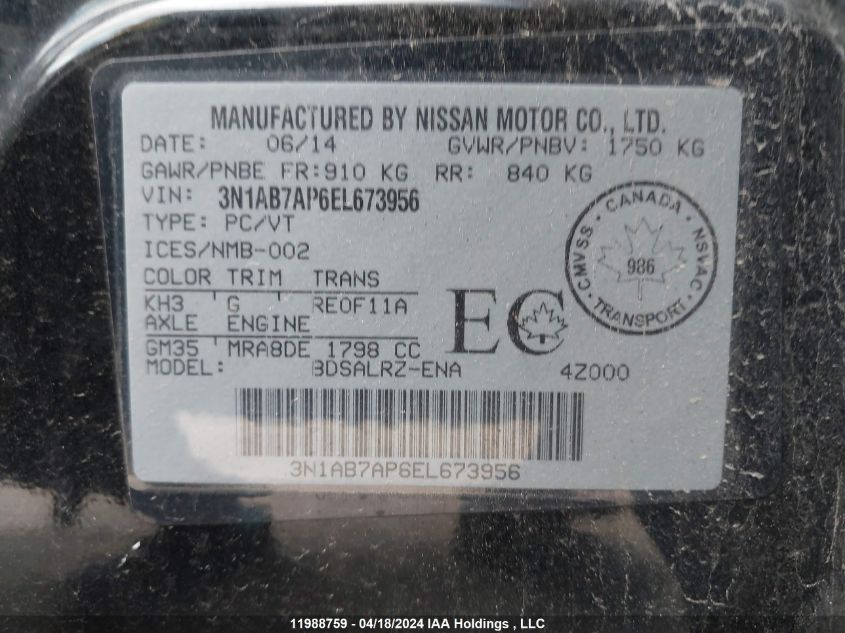 MANUFACTURED BY NISSAN MOTOR CO., LTD.
DATE: 06/14 GVWR/PNBV: 1750 KG
GAWR/PNBE FR: 910 KG RR: 840 KG
VIN: 3N1AB7AP6EL673956
TYPE: PC/VT
ICES/NMB-002
COLOR TRIM TRANS
KH3 G RE0F11A
AXLE ENGINE
GM35 MRA8DE 1798 CC
MODEL: BDSALRZ-ENA 4Z000
EC
CANADA
CMVSS · NSVAC
986
TRANSPORT
3N1AB7AP6EL673956
11988759 - 04/18/2024 IAA Holdings , LLC